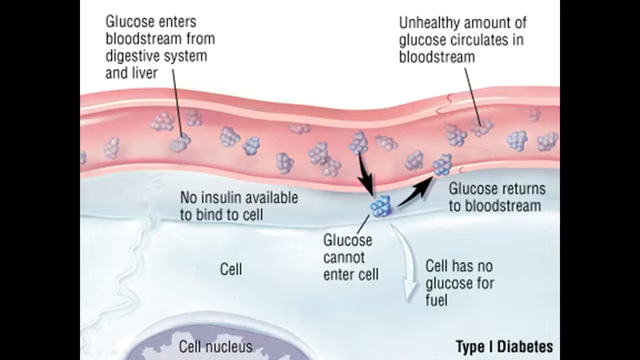 Glucose enters
bloodstream from
digestive system
and liver
Unhealthy amount of
glucose circulates in
bloodstream
No insulin available
to bind to cell
Glucose returns
to bloodstream
Glucose
cannot
enter cell
Cell
Cell has no
glucose for
fuel
Cell nucleus
Type I Diabetes